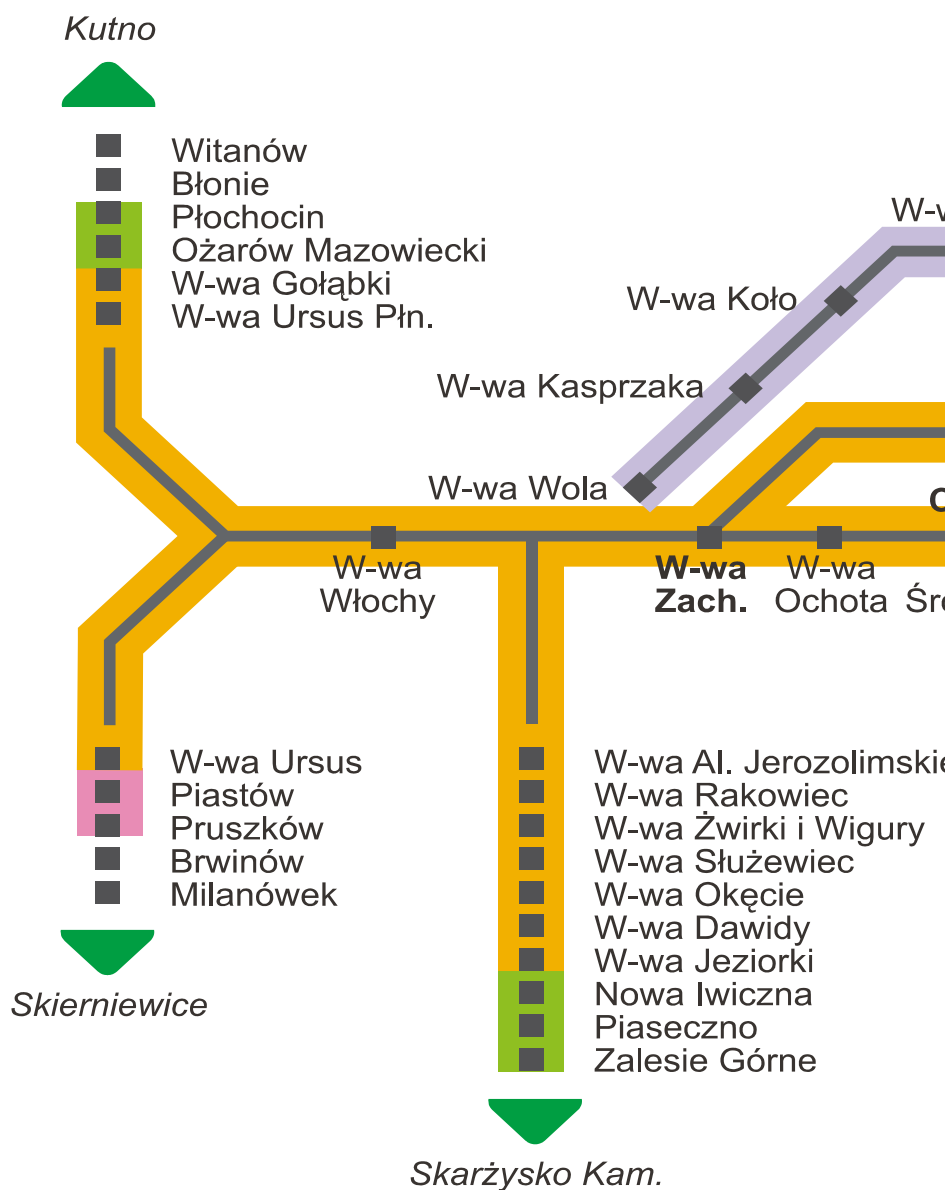 Kutno
Witanów
Błonie
Płochocin
Ożarów Mazowiecki
W-wa Gołąbki
W-wa Ursus Płn.
W-wa Koło
W-wa Kasprzaka
W-wa Wola
W-wa
Włochy
W-wa
Zach.
W-wa
Ochota
W-wa Ursus
Piastów
Pruszków
Brwinów
Milanówek
Skierniewice
W-wa Al. Jerozolimskie
W-wa Rakowiec
W-wa Żwirki i Wigury
W-wa Służewiec
W-wa Okęcie
W-wa Dawidy
W-wa Jeziorki
Nowa Iwiczna
Piaseczno
Zalesie Górne
Skarżysko Kam.